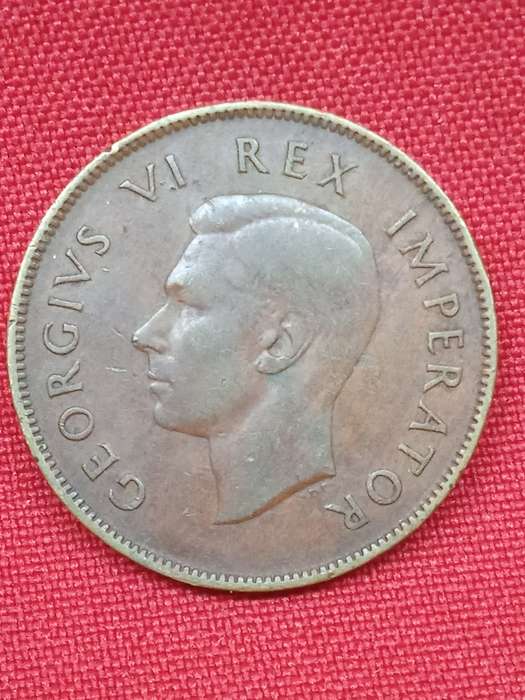 GEORGIVS VI REX IMPERATOR